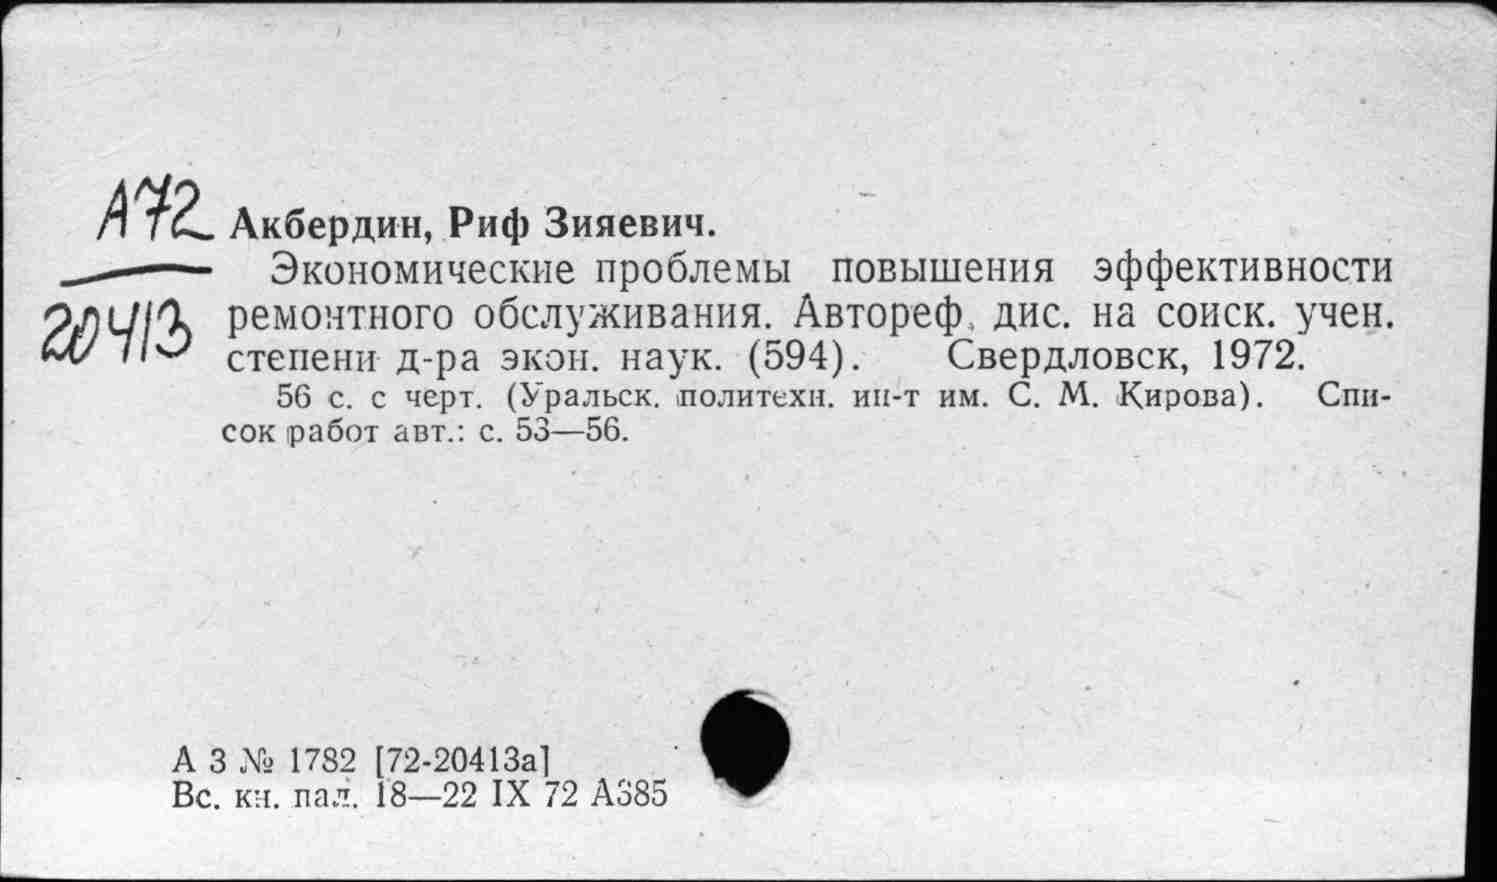 А72
20413
Акбердин, Риф Зияевич.
Экономические проблемы повышения эффективности
ремонтного обслуживания. Автореф. дис. на соиск. учен.
степени д-ра экон. наук. (594). Свердловск, 1972.
56 с. с черт. (Уральск. политехн. ин-т им. С. М. Кирова). Спи-
сок работ авт.: с. 53—56.
А З № 1782 [72-20413а]
Вс. кн. пал. 18—22 IX 72 А385